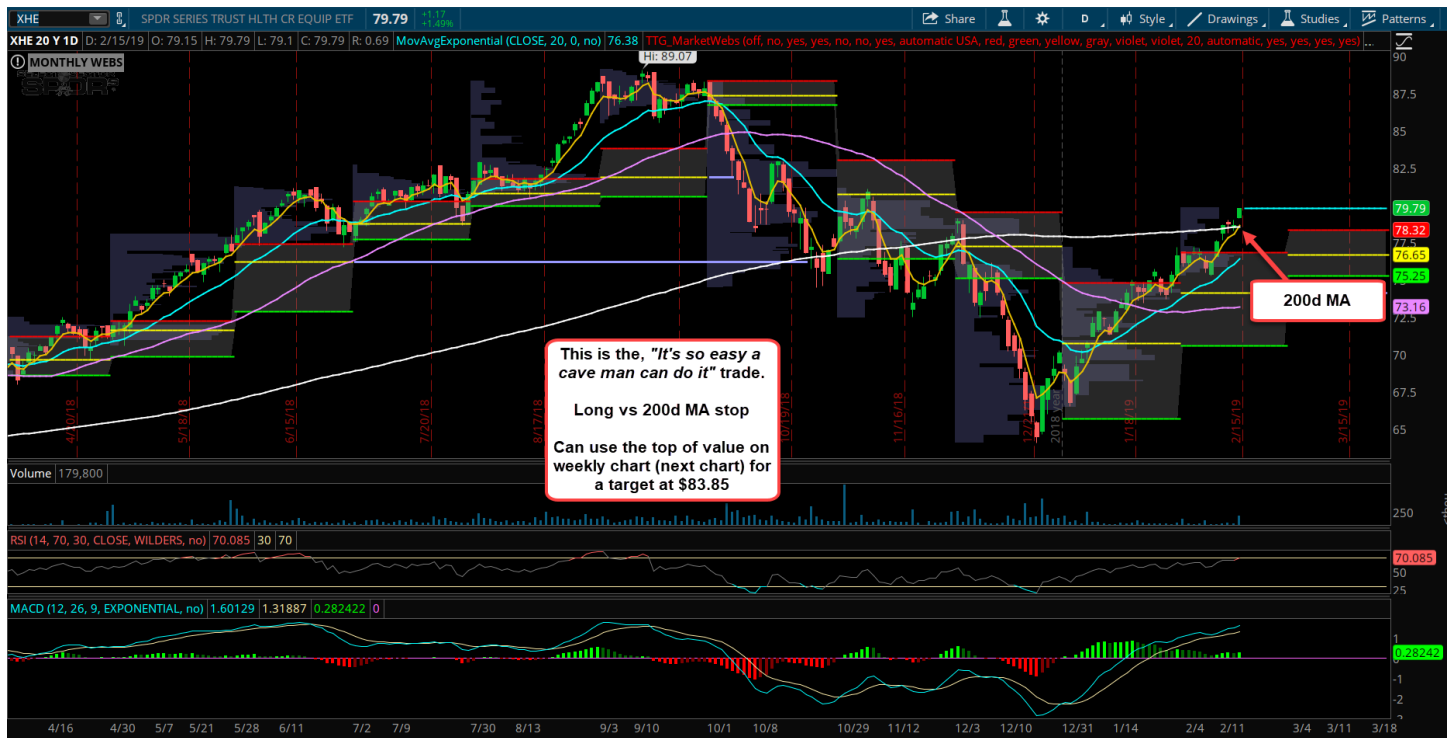 XHE
SPDR SERIES TRUST HLTH CR EQUIP ETF
79.79
+1.17
+1.49%
Share
D
Style
Drawings
Studies
Patterns
XHE 20 Y 1D D: 2/15/19 O: 79.15 H: 79.79 L: 79.1 C: 79.79 R: 0.69 MovAvgExponential (CLOSE, 20, 0, no) 76.38 TTG_MarketWebs (off, no, yes, yes, no, no, yes, automatic USA, red, green, yellow, gray, violet, violet, 20, automatic, yes, yes, yes, yes) ...
MONTHLY WEBS
Hi: 89.07
90
87.5
85
82.5
79.79
78.32
77.5
76.65
75.25
73.16
72.5
70
67.5
65
200d MA
This is the, "It's so easy a
cave man can do it" trade.
Long vs 200d MA stop
Can use the top of value on
weekly chart (next chart) for
a target at $83.85
4/20/18
5/18/18
6/15/18
7/20/18
8/17/18
10/19/18
11/16/18
2018 year
1/18/19
2/15/19
3/15/19
Volume 179,800
250
RSI (14, 70, 30, CLOSE, WILDERS, no) 70.085 30 70
70.085
50
25
MACD (12, 26, 9, EXPONENTIAL, no) 1.60129 1.31887 0.282422 0
1
0.28242
0
-1
-2
4/16 4/30 5/7 5/21 5/28 6/11 7/2 7/9 7/30 8/13 9/3 9/10 10/1 10/8 10/29 11/12 12/3 12/10 12/31 1/14 2/4 2/11 3/4 3/11 3/18